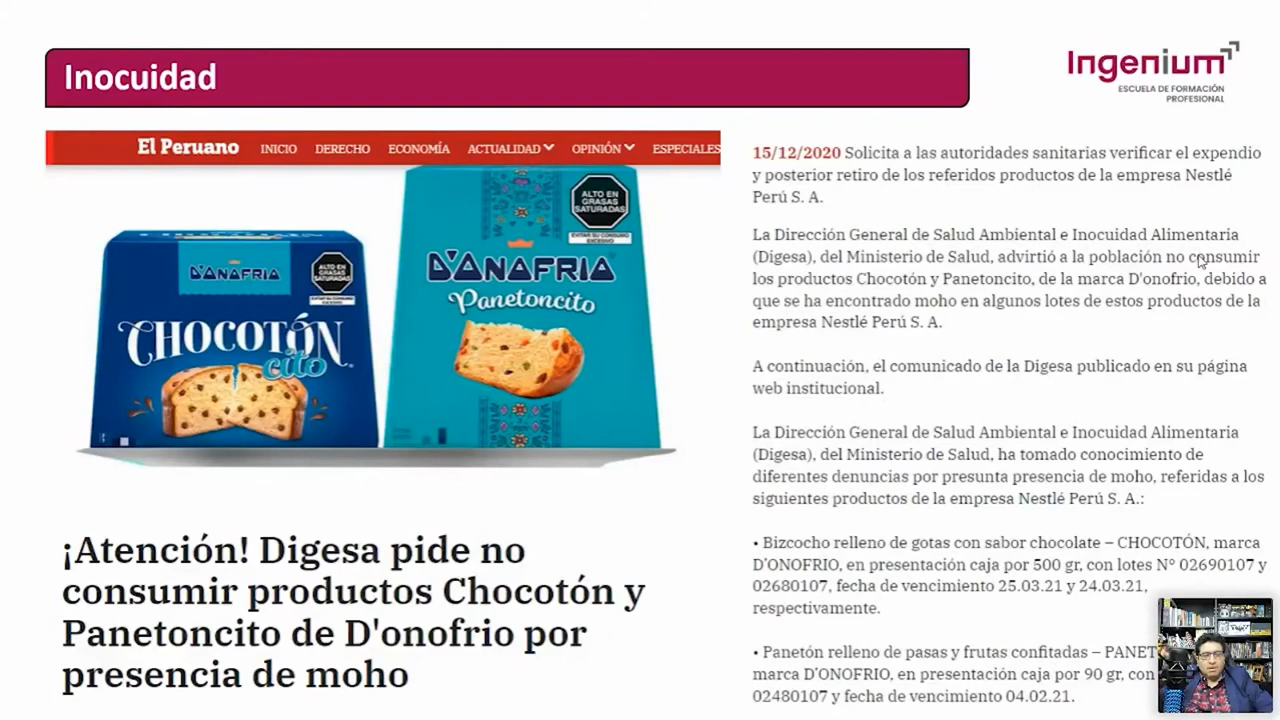 Inocuidad
Ingenium
ESCUELA DE FORMACIÓN
PROFESIONAL
El Peruano INICIO DERECHO ECONOMÍA ACTUALIDAD OPINIÓN ESPECIALES
ALTO EN
GRASAS
SATURADAS
EVITAR SU CONSUMO
EXCESIVO
D'ONOFRIO
CHOCOTÓN
cito
ALTO EN
GRASAS
SATURADAS
EVITAR SU CONSUMO
EXCESIVO
D'ONOFRIO
Panetoncito
¡Atención! Digesa pide no
consumir productos Chocotón y
Panetoncito de D'onofrio por
presencia de moho
15/12/2020 Solicita a las autoridades sanitarias verificar el expendio
y posterior retiro de los referidos productos de la empresa Nestlé
Perú S. A.
La Dirección General de Salud Ambiental e Inocuidad Alimentaria
(Digesa), del Ministerio de Salud, advirtió a la población no consumir
los productos Chocotón y Panetoncito, de la marca D'onofrio, debido a
que se ha encontrado moho en algunos lotes de estos productos de la
empresa Nestlé Perú S. A.
A continuación, el comunicado de la Digesa publicado en su página
web institucional.
La Dirección General de Salud Ambiental e Inocuidad Alimentaria
(Digesa), del Ministerio de Salud, ha tomado conocimiento de
diferentes denuncias por presunta presencia de moho, referidas a los
siguientes productos de la empresa Nestlé Perú S. A.:
• Bizcocho relleno de gotas con sabor chocolate – CHOCOTÓN, marca
D'ONOFRIO, en presentación caja por 500 gr, con lotes N° 02690107 y
02680107, fecha de vencimiento 25.03.21 y 24.03.21,
respectivamente.
• Panetón relleno de pasas y frutas confitadas – PANET
marca D'ONOFRIO, en presentación caja por 90 gr, con
02480107 y fecha de vencimiento 04.02.21.